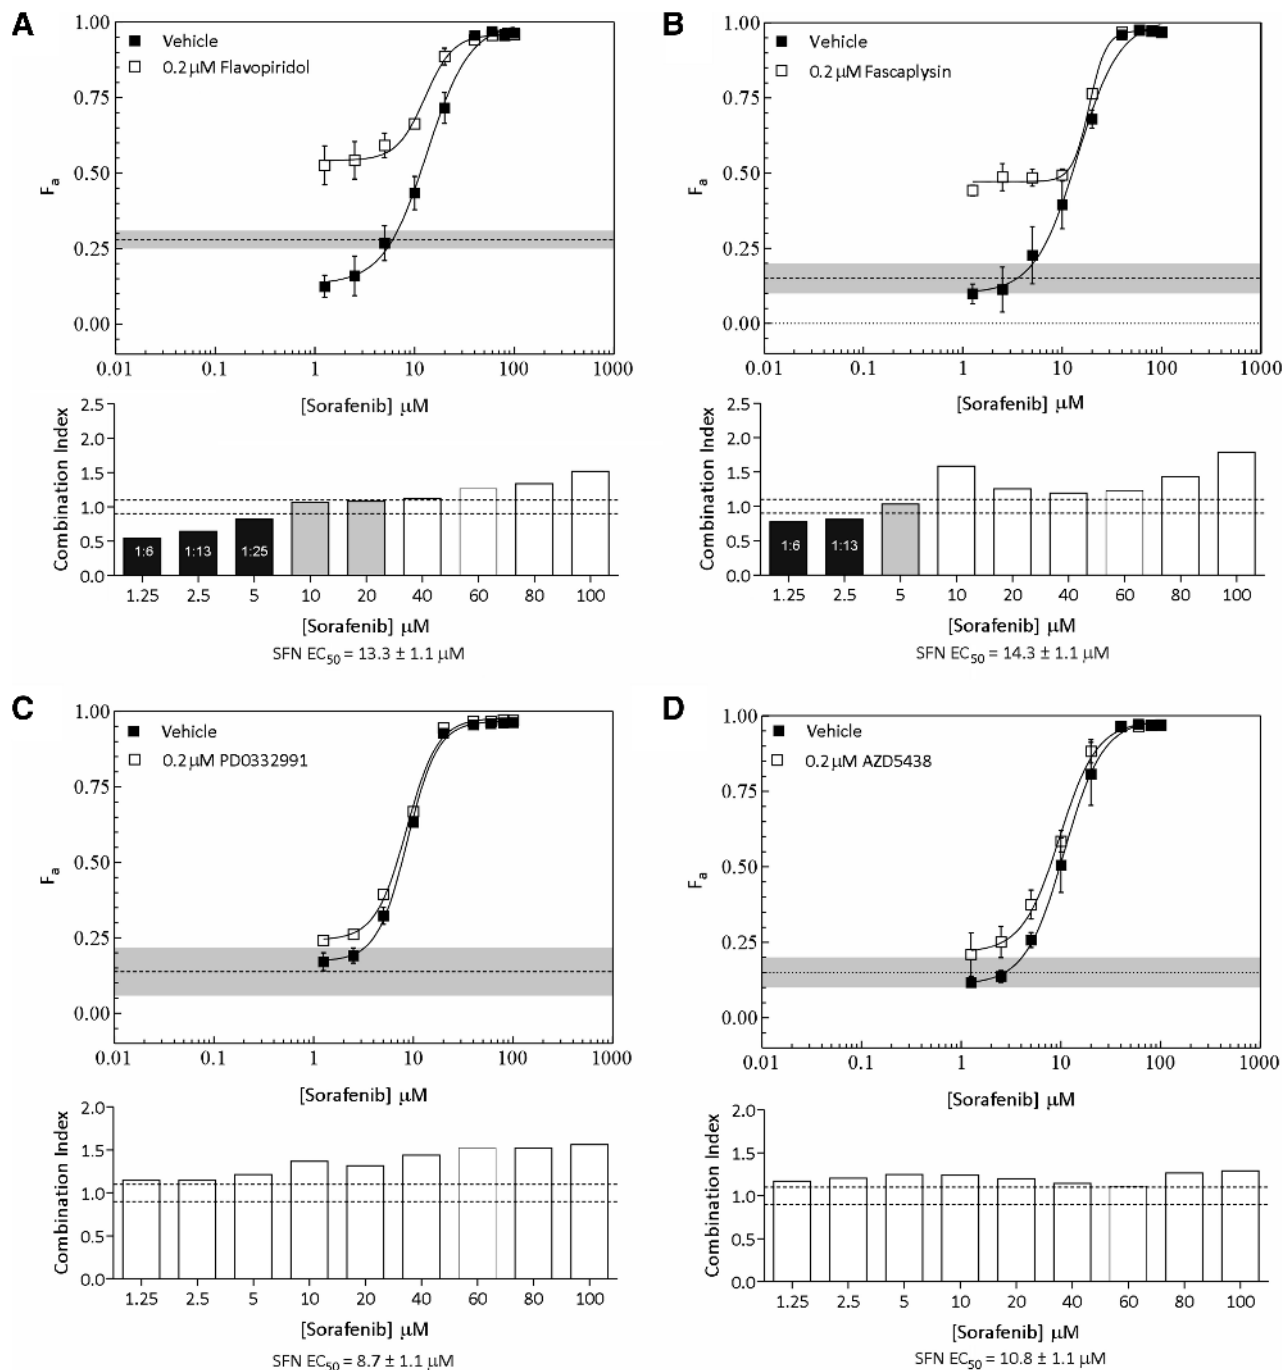 A
Vehicle
0.2 μM Flavopiridol
1.00
0.75
0.50
0.25
0.00
Fa
0.01 0.1 1 10 100 1000
[Sorafenib] μM
2.5
2.0
1.5
1.0
0.5
0.0
Combination Index
1:6 1:13 1:25
1.25 2.5 5 10 20 40 60 80 100
[Sorafenib] μM
SFN EC50 = 13.3 ± 1.1 μM
B
Vehicle
0.2 μM Fascaplysin
1.00
0.75
0.50
0.25
0.00
Fa
0.01 0.1 1 10 100 1000
[Sorafenib] μM
2.5
2.0
1.5
1.0
0.5
0.0
Combination Index
1:6 1:13
1.25 2.5 5 10 20 40 60 80 100
[Sorafenib] μM
SFN EC50 = 14.3 ± 1.1 μM
C
Vehicle
0.2 μM PD0332991
1.00
0.75
0.50
0.25
0.00
Fa
0.01 0.1 1 10 100 1000
[Sorafenib] μM
2.0
1.5
1.0
0.5
0.0
Combination Index
1.25 2.5 5 10 20 40 60 80 100
[Sorafenib] μM
SFN EC50 = 8.7 ± 1.1 μM
D
Vehicle
0.2 μM AZD5438
1.00
0.75
0.50
0.25
0.00
Fa
0.01 0.1 1 10 100 1000
[Sorafenib] μM
2.0
1.5
1.0
0.5
0.0
Combination Index
1.25 2.5 5 10 20 40 60 80 100
[Sorafenib] μM
SFN EC50 = 10.8 ± 1.1 μM